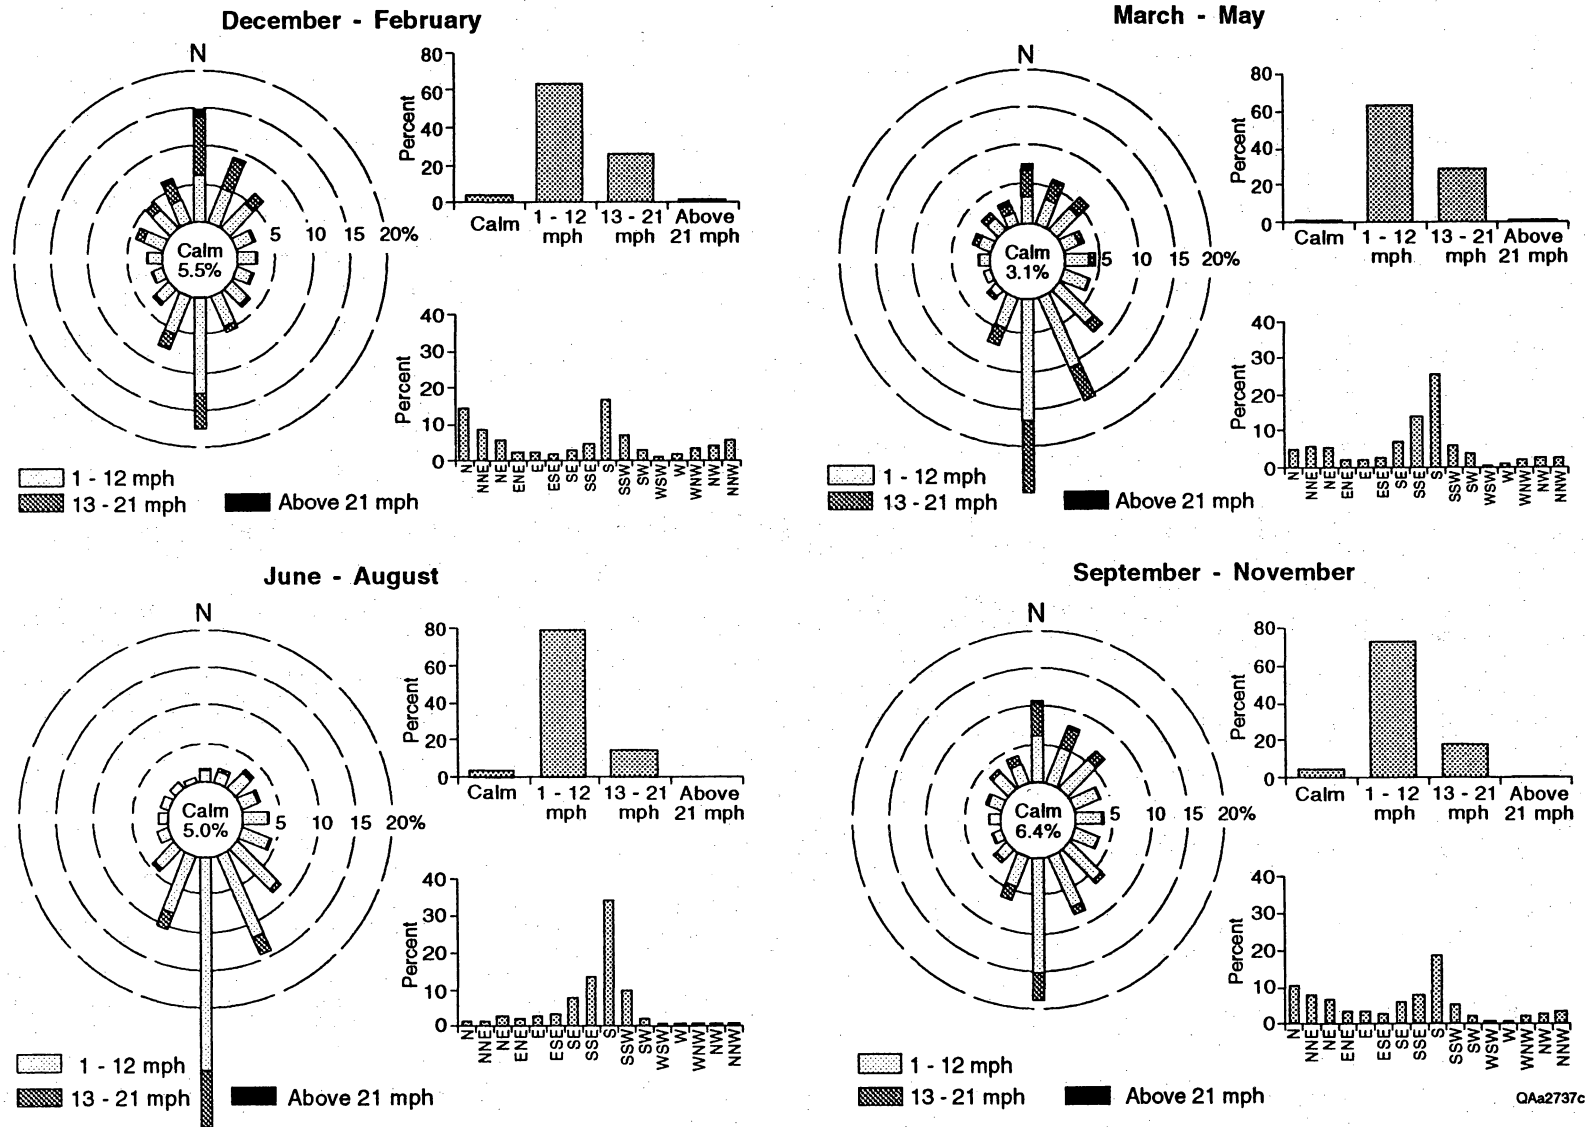 December - February
N
Calm
5.5%
5 10 15 20%
1 - 12 mph
13 - 21 mph
Above 21 mph
Percent
80
60
40
20
0
Calm
1 - 12
mph
13 - 21
mph
Above
21 mph
Percent
40
30
20
10
0
N NNE NE ENE E ESE SE SSE S SSW SW WSW W WNW NW NNW
March - May
N
Calm
3.1%
5 10 15 20%
1 - 12 mph
13 - 21 mph
Above 21 mph
Percent
80
60
40
20
0
Calm
1 - 12
mph
13 - 21
mph
Above
21 mph
Percent
40
30
20
10
0
N NNE NE ENE E ESE SE SSE S SSW SW WSW W WNW NW NNW
June - August
N
Calm
5.0%
5 10 15 20%
1 - 12 mph
13 - 21 mph
Above 21 mph
Percent
80
60
40
20
0
Calm
1 - 12
mph
13 - 21
mph
Above
21 mph
Percent
40
30
20
10
0
N NNE NE ENE E ESE SE SSE S SSW SW WSW W WNW NW NNW
September - November
N
Calm
6.4%
5 10 15 20%
1 - 12 mph
13 - 21 mph
Above 21 mph
Percent
80
60
40
20
0
Calm
1 - 12
mph
13 - 21
mph
Above
21 mph
Percent
40
30
20
10
0
N NNE NE ENE E ESE SE SSE S SSW SW WSW W WNW NW NNW
QAa2737c